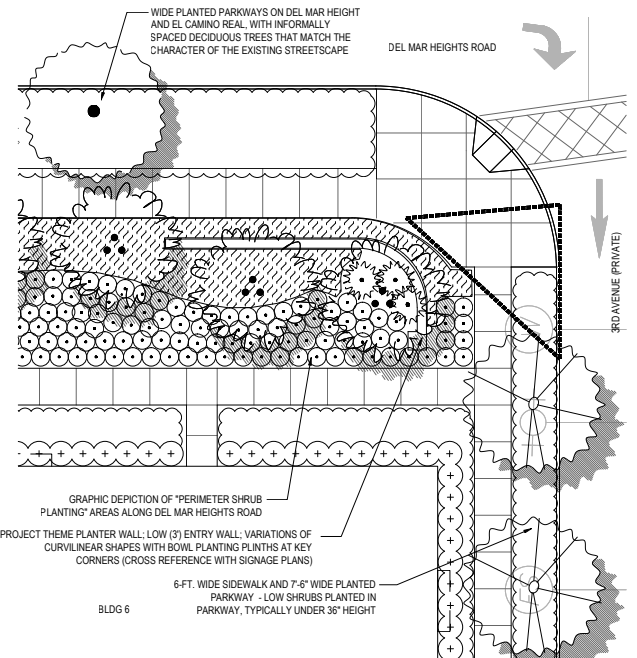 WIDE PLANTED PARKWAYS ON DEL MAR HEIGHT
AND EL CAMINO REAL, WITH INFORMALLY
SPACED DECIDUOUS TREES THAT MATCH THE
CHARACTER OF THE EXISTING STREETSCAPE
DEL MAR HEIGHTS ROAD
3RD AVENUE (PRIVATE)
GRAPHIC DEPICTION OF "PERIMETER SHRUB
PLANTING" AREAS ALONG DEL MAR HEIGHTS ROAD
PROJECT THEME PLANTER WALL; LOW (3') ENTRY WALL; VARIATIONS OF
CURVILINEAR SHAPES WITH BOWL PLANTING PLINTHS AT KEY
CORNERS (CROSS REFERENCE WITH SIGNAGE PLANS)
6-FT. WIDE SIDEWALK AND 7'-6" WIDE PLANTED
PARKWAY - LOW SHRUBS PLANTED IN
PARKWAY, TYPICALLY UNDER 36" HEIGHT
BLDG 6